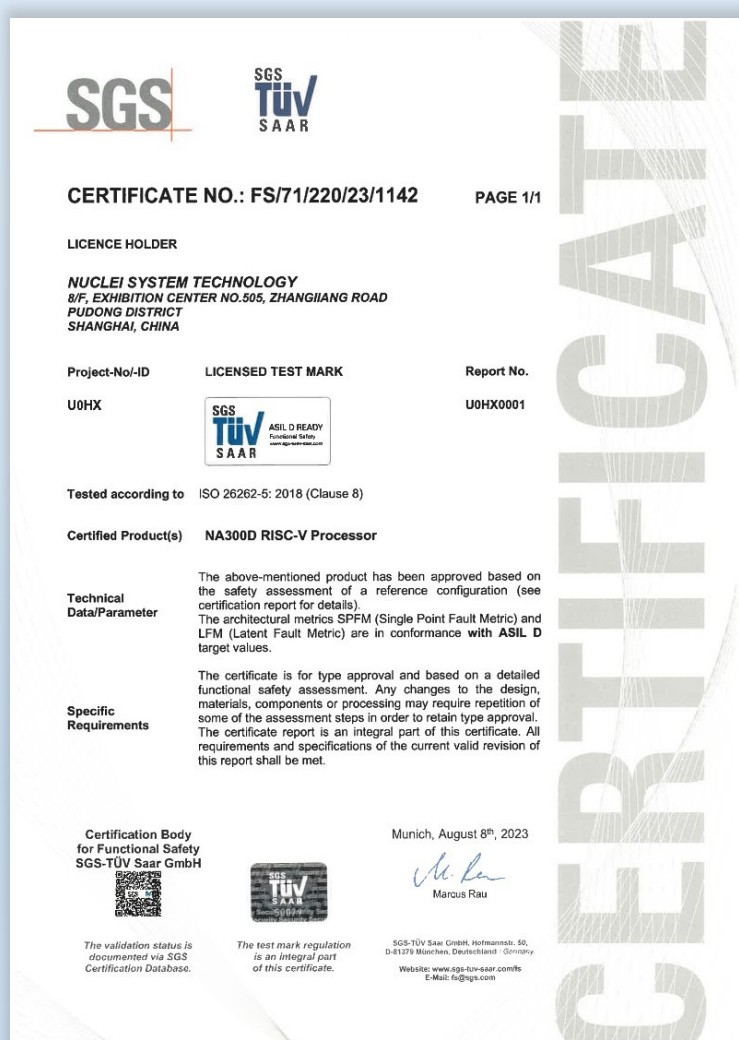 SGS
SGS
TÜV
SAAR
CERTIFICATE NO.: FS/71/220/23/1142 PAGE 1/1
LICENCE HOLDER
NUCLEI SYSTEM TECHNOLOGY
8/F, EXHIBITION CENTER NO.505, ZHANGIIANG ROAD
PUDONG DISTRICT
SHANGHAI, CHINA
Project-No/-ID LICENSED TEST MARK Report No.
U0HX U0HX0001
SGS
TÜV
SAAR
ASIL D READY
Functional Safety
www.sgs-tuev-saar.com
Tested according to ISO 26262-5: 2018 (Clause 8)
Certified Product(s) NA300D RISC-V Processor
Technical
Data/Parameter
The above-mentioned product has been approved based on
the safety assessment of a reference configuration (see
certification report for details).
The architectural metrics SPFM (Single Point Fault Metric) and
LFM (Latent Fault Metric) are in conformance with ASIL D
target values.
Specific
Requirements
The certificate is for type approval and based on a detailed
functional safety assessment. Any changes to the design,
materials, components or processing may require repetition of
some of the assessment steps in order to retain type approval.
The certificate report is an integral part of this certificate. All
requirements and specifications of the current valid revision of
this report shall be met.
Certification Body
for Functional Safety
SGS-TÜV Saar GmbH
SGS
The validation status is
documented via SGS
Certification Database.
SGS
TÜV
SAAR
The test mark regulation
is an integral part
of this certificate.
Munich, August 8th, 2023
Marcus Rau
SGS-TÜV Saar GmbH, Hofmannstr. 50,
D-81379 München, Deutschland / Germany.
Website: www.sgs-tuv-saar.com/fs
E-Mail: fs@sgs.com
CERTIFICATE